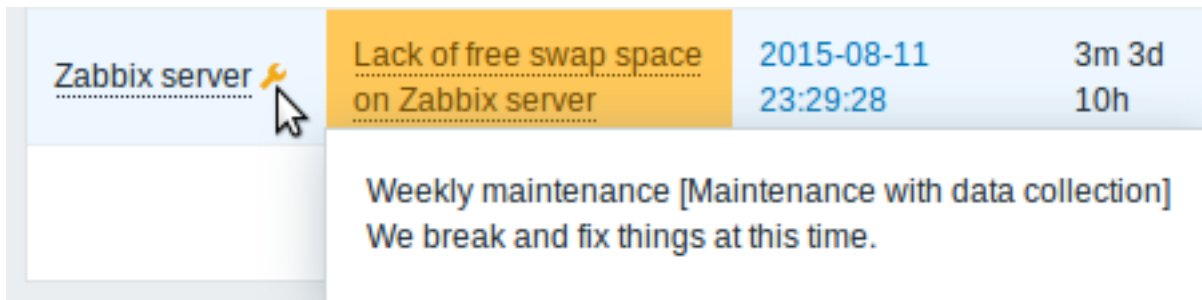 Zabbix server
Lack of free swap space
on Zabbix server
2015-08-11
23:29:28
3m 3d
10h
Weekly maintenance [Maintenance with data collection]
We break and fix things at this time.